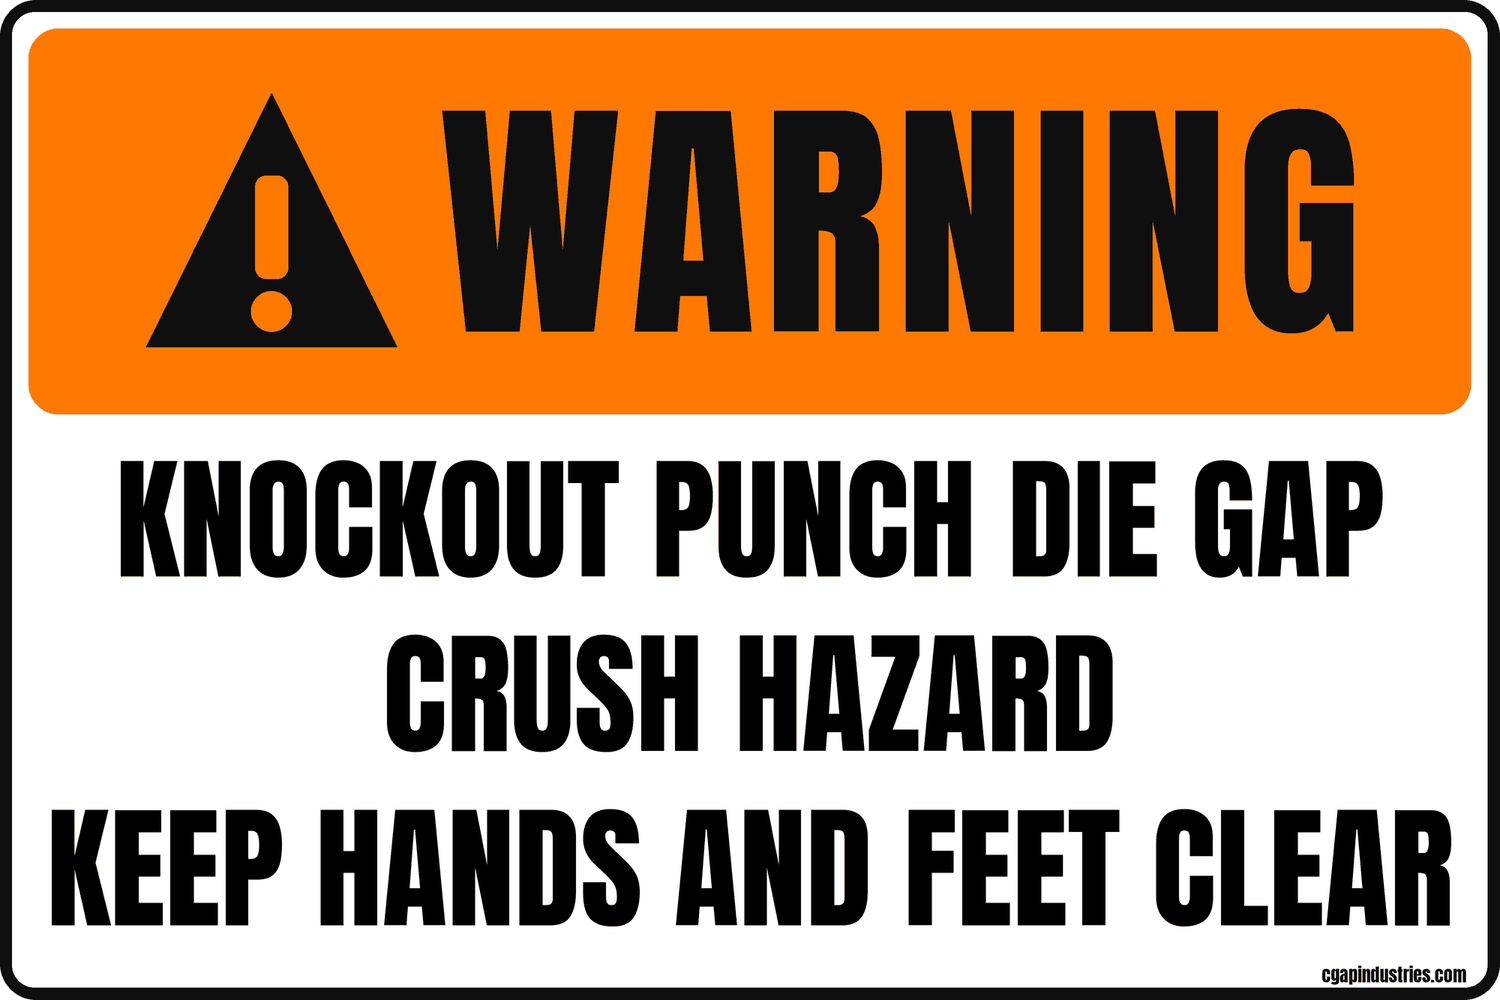 WARNING
KNOCKOUT PUNCH DIE GAP
CRUSH HAZARD
KEEP HANDS AND FEET CLEAR
cgapindustries.com